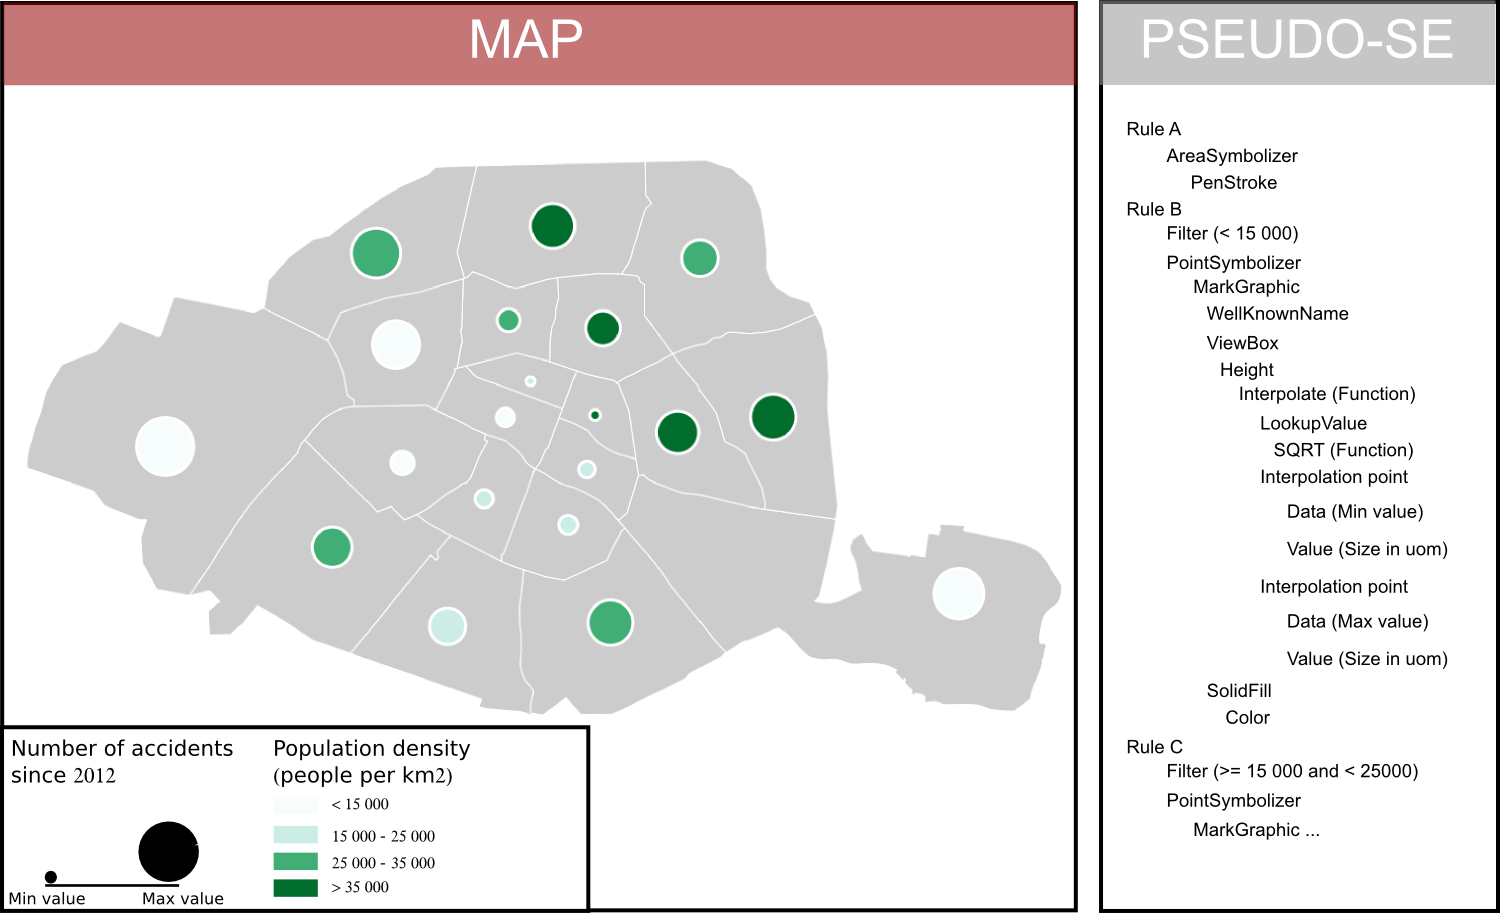 MAP
Number of accidents
since 2012
Min value
Max value
Population density
(people per km2)
< 15 000
15 000 - 25 000
25 000 - 35 000
> 35 000
PSEUDO-SE
Rule A
AreaSymbolizer
PenStroke
Rule B
Filter (< 15 000)
PointSymbolizer
MarkGraphic
WellKnownName
ViewBox
Height
Interpolate (Function)
LookupValue
SQRT (Function)
Interpolation point
Data (Min value)
Value (Size in uom)
Interpolation point
Data (Max value)
Value (Size in uom)
SolidFill
Color
Rule C
Filter (>= 15 000 and < 25000)
PointSymbolizer
MarkGraphic ...